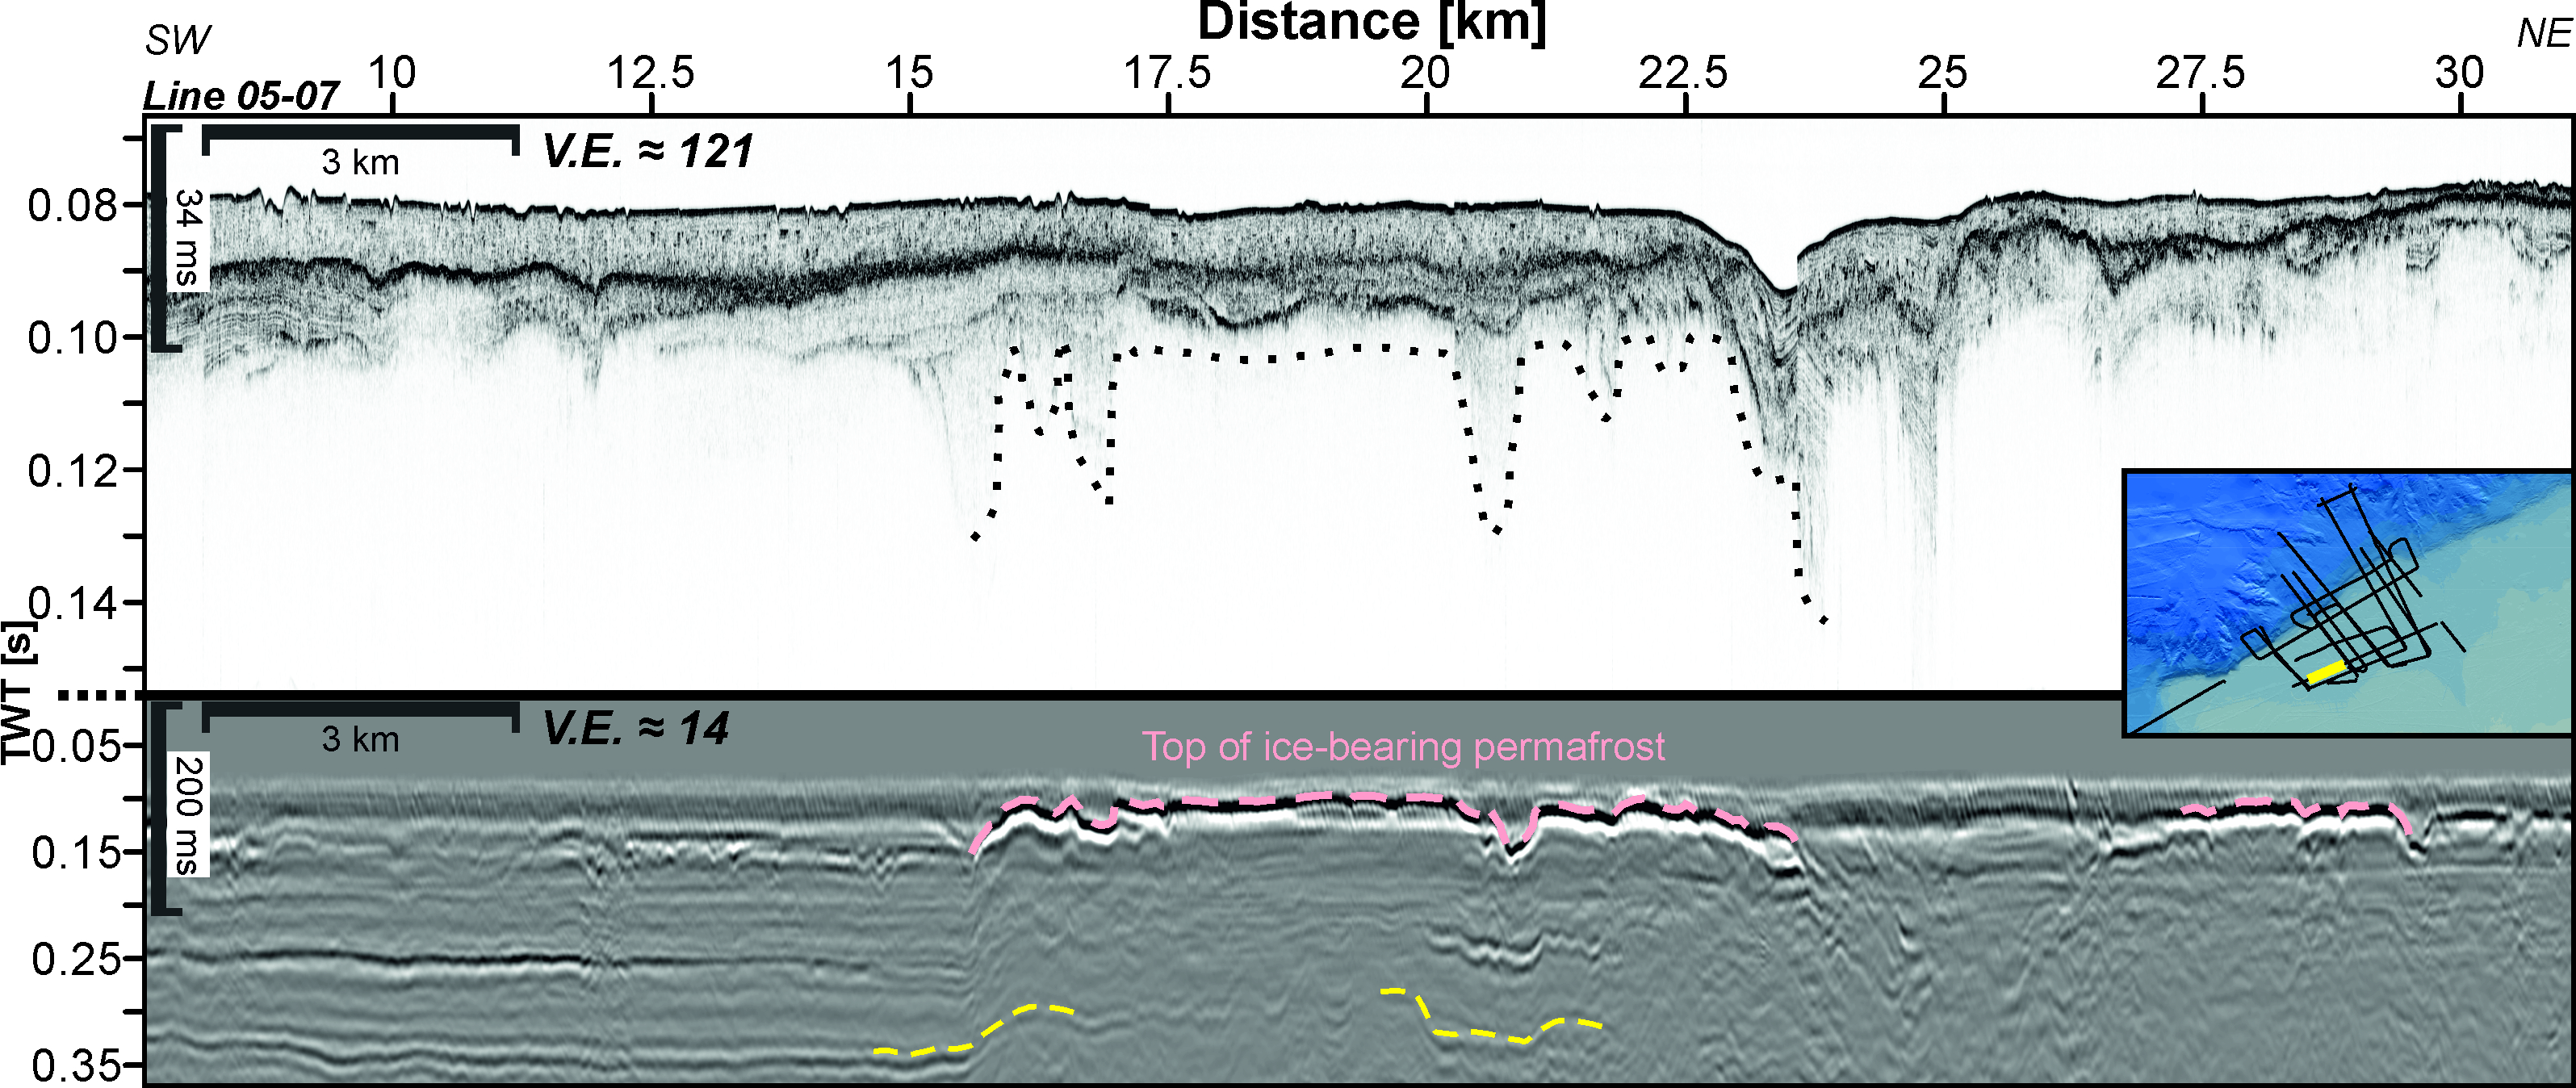 Distance [km]
SW
NE
10 12.5 15 17.5 20 22.5 25 27.5 30
Line 05-07
3 km
V.E. ≈ 121
34 ms
0.08
0.10
0.12
0.14
TWT [s]
3 km
V.E. ≈ 14
Top of ice-bearing permafrost
200 ms
0.05
0.15
0.25
0.35